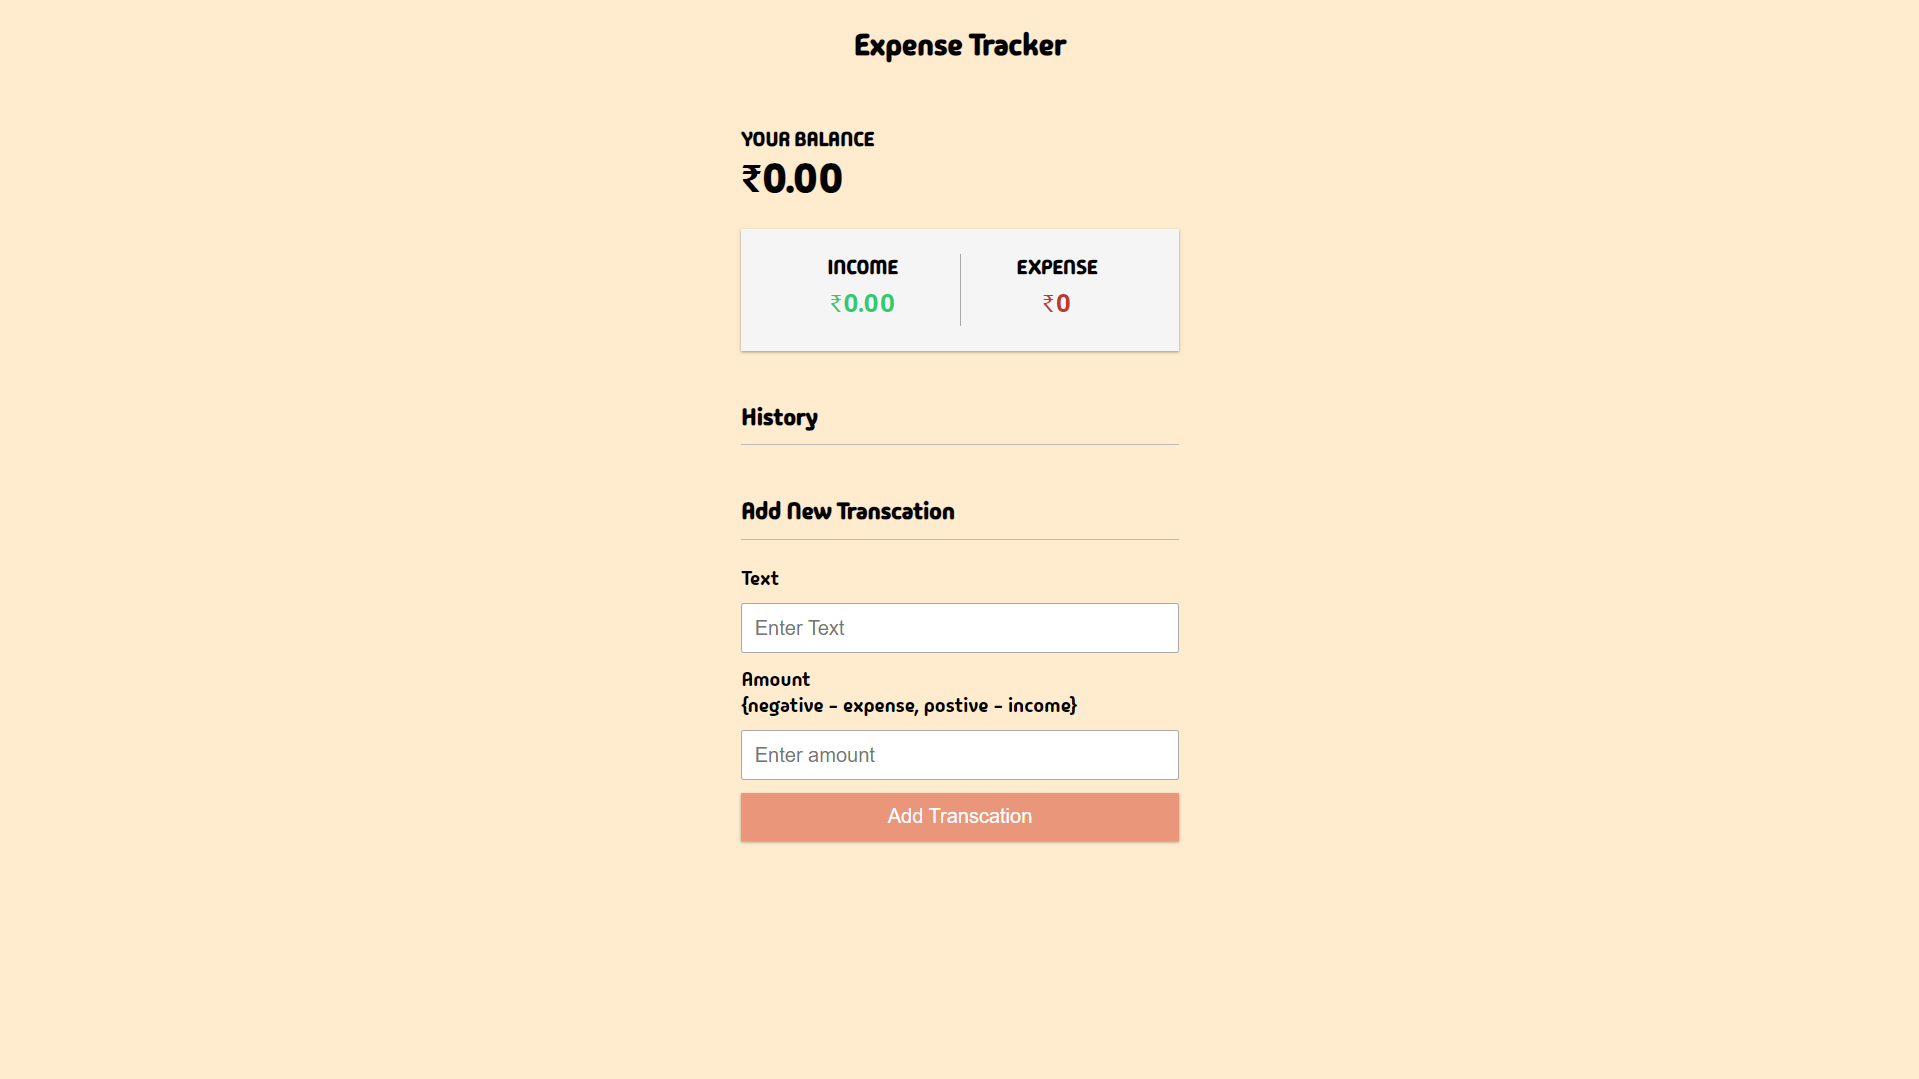 Expense Tracker
YOUR BALANCE
₹0.00
INCOME
₹0.00
EXPENSE
₹0
History
Add New Transcation
Text
Enter Text
Amount
{negative - expense, postive - income}
Enter amount
Add Transcation